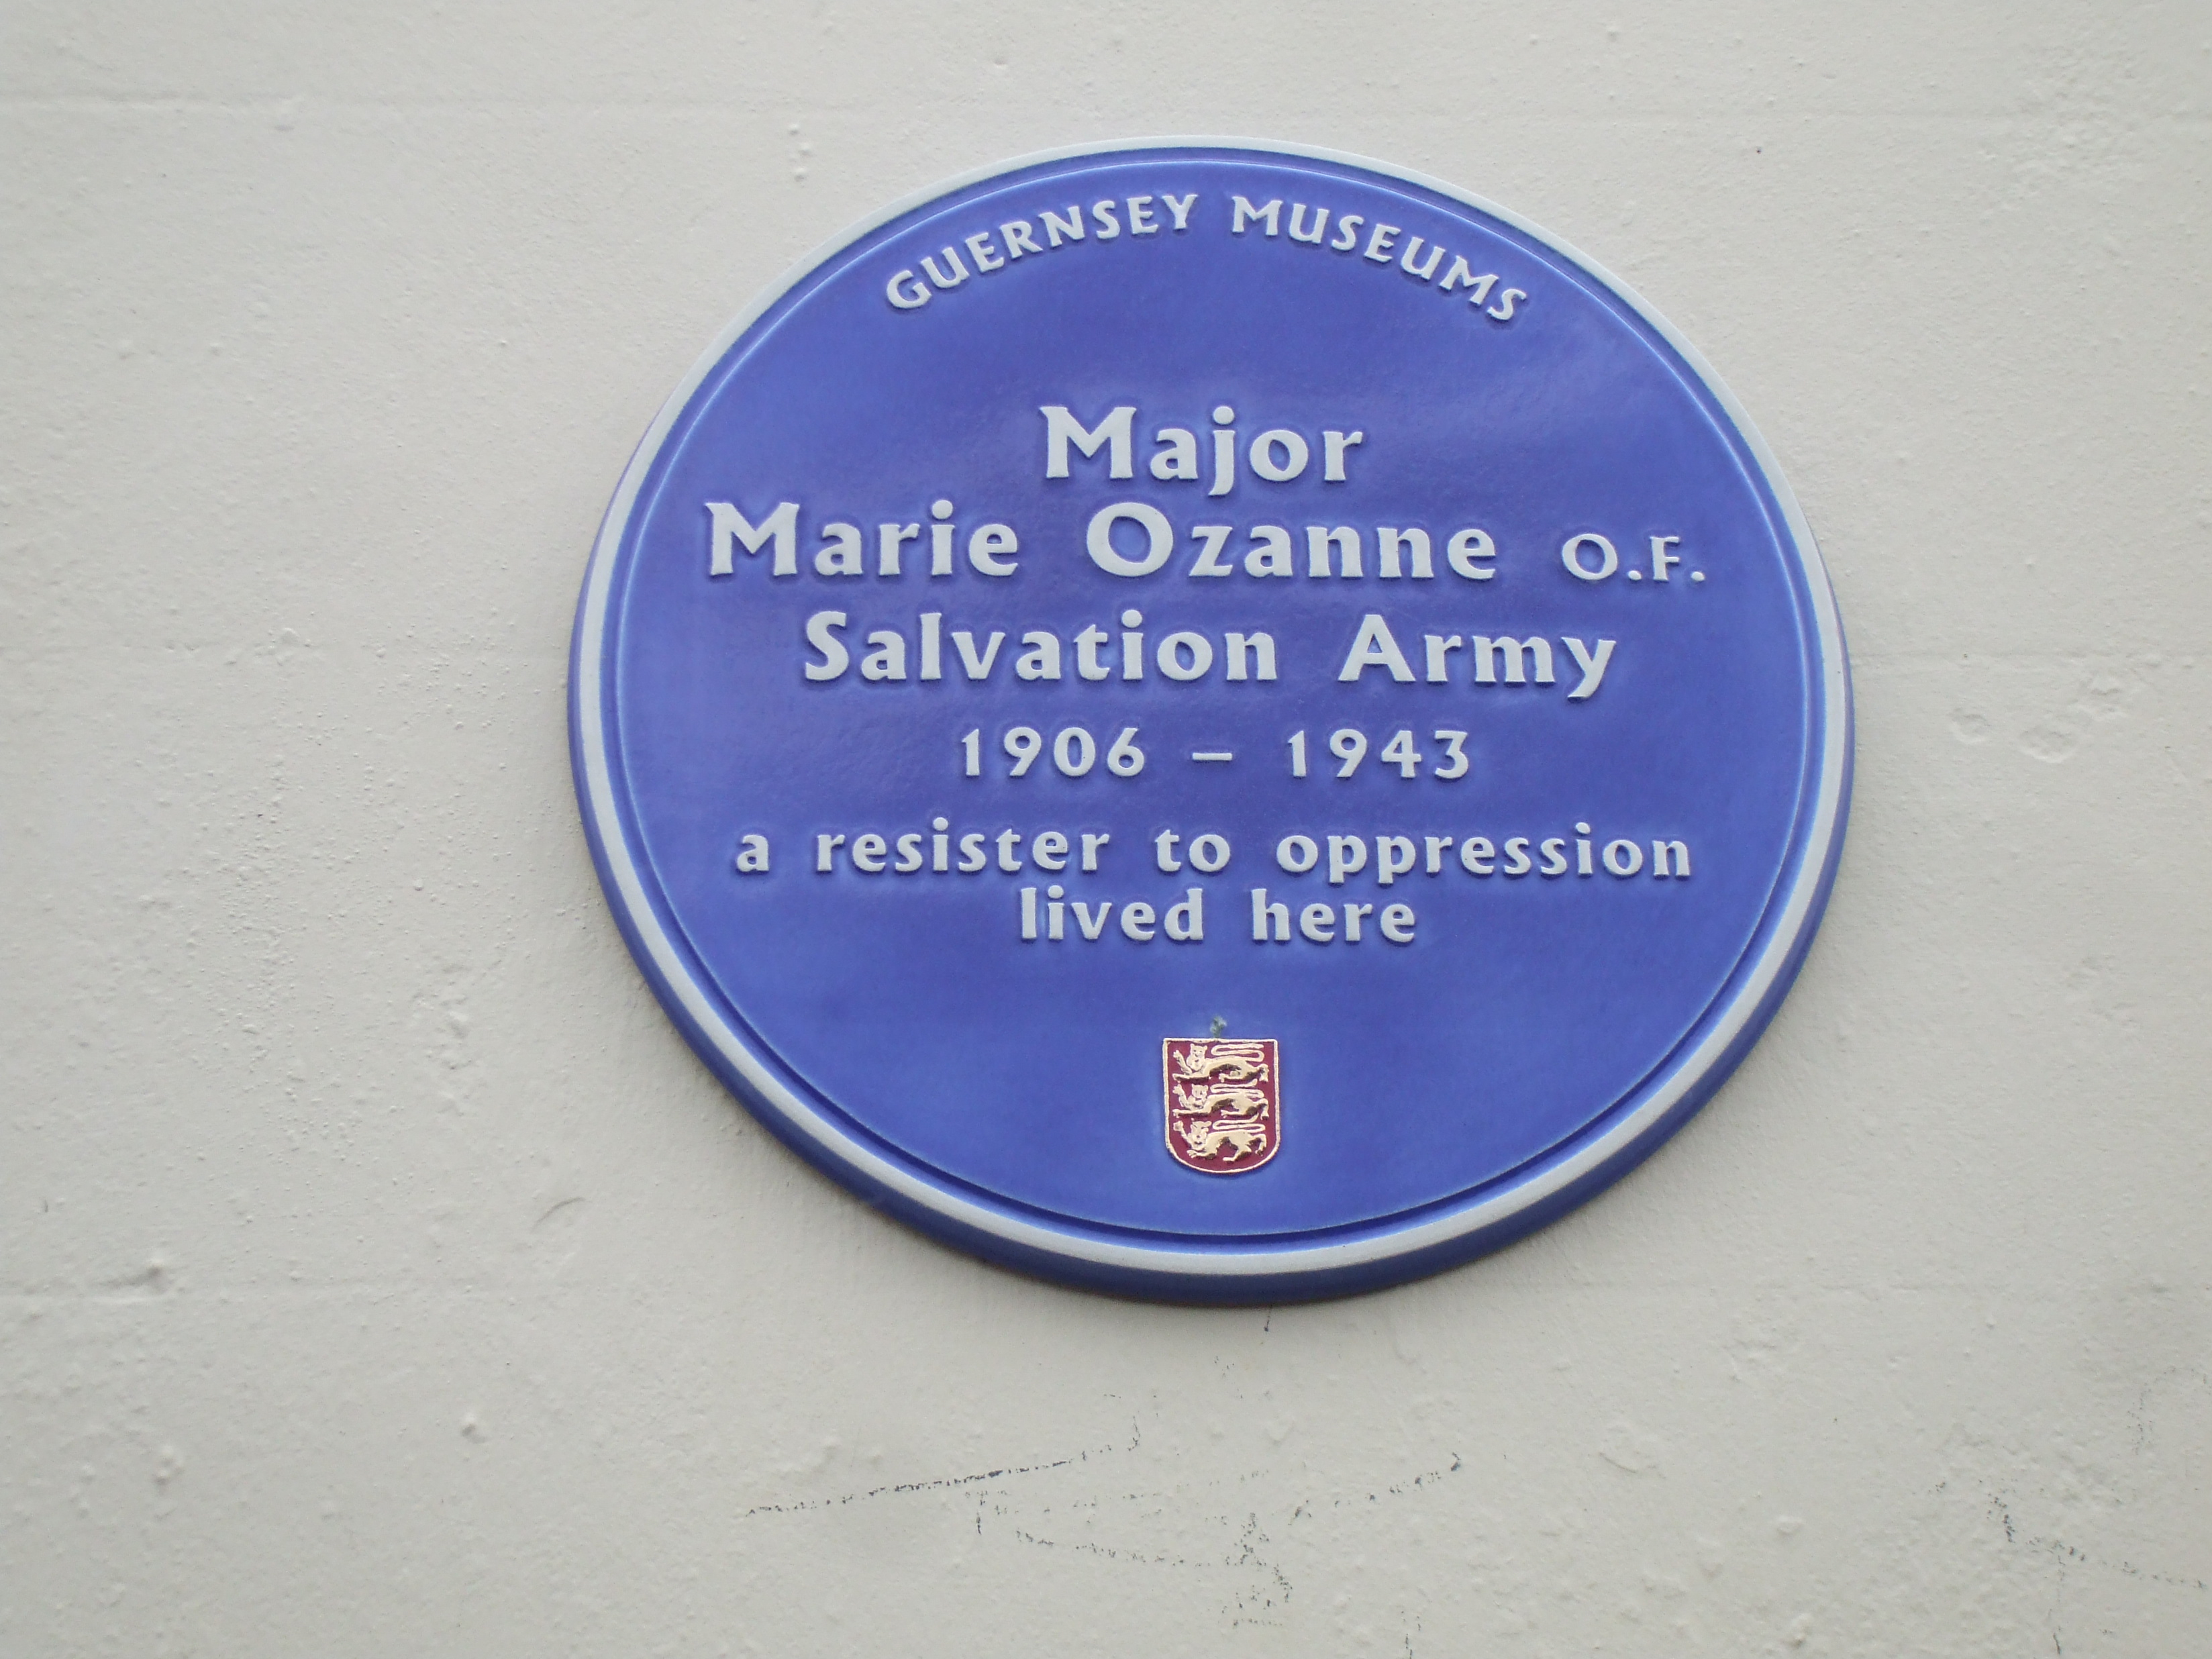 GUERNSEY MUSEUMS
Major
Marie Ozanne O.F.
Salvation Army
1906 – 1943
a resister to oppression
lived here